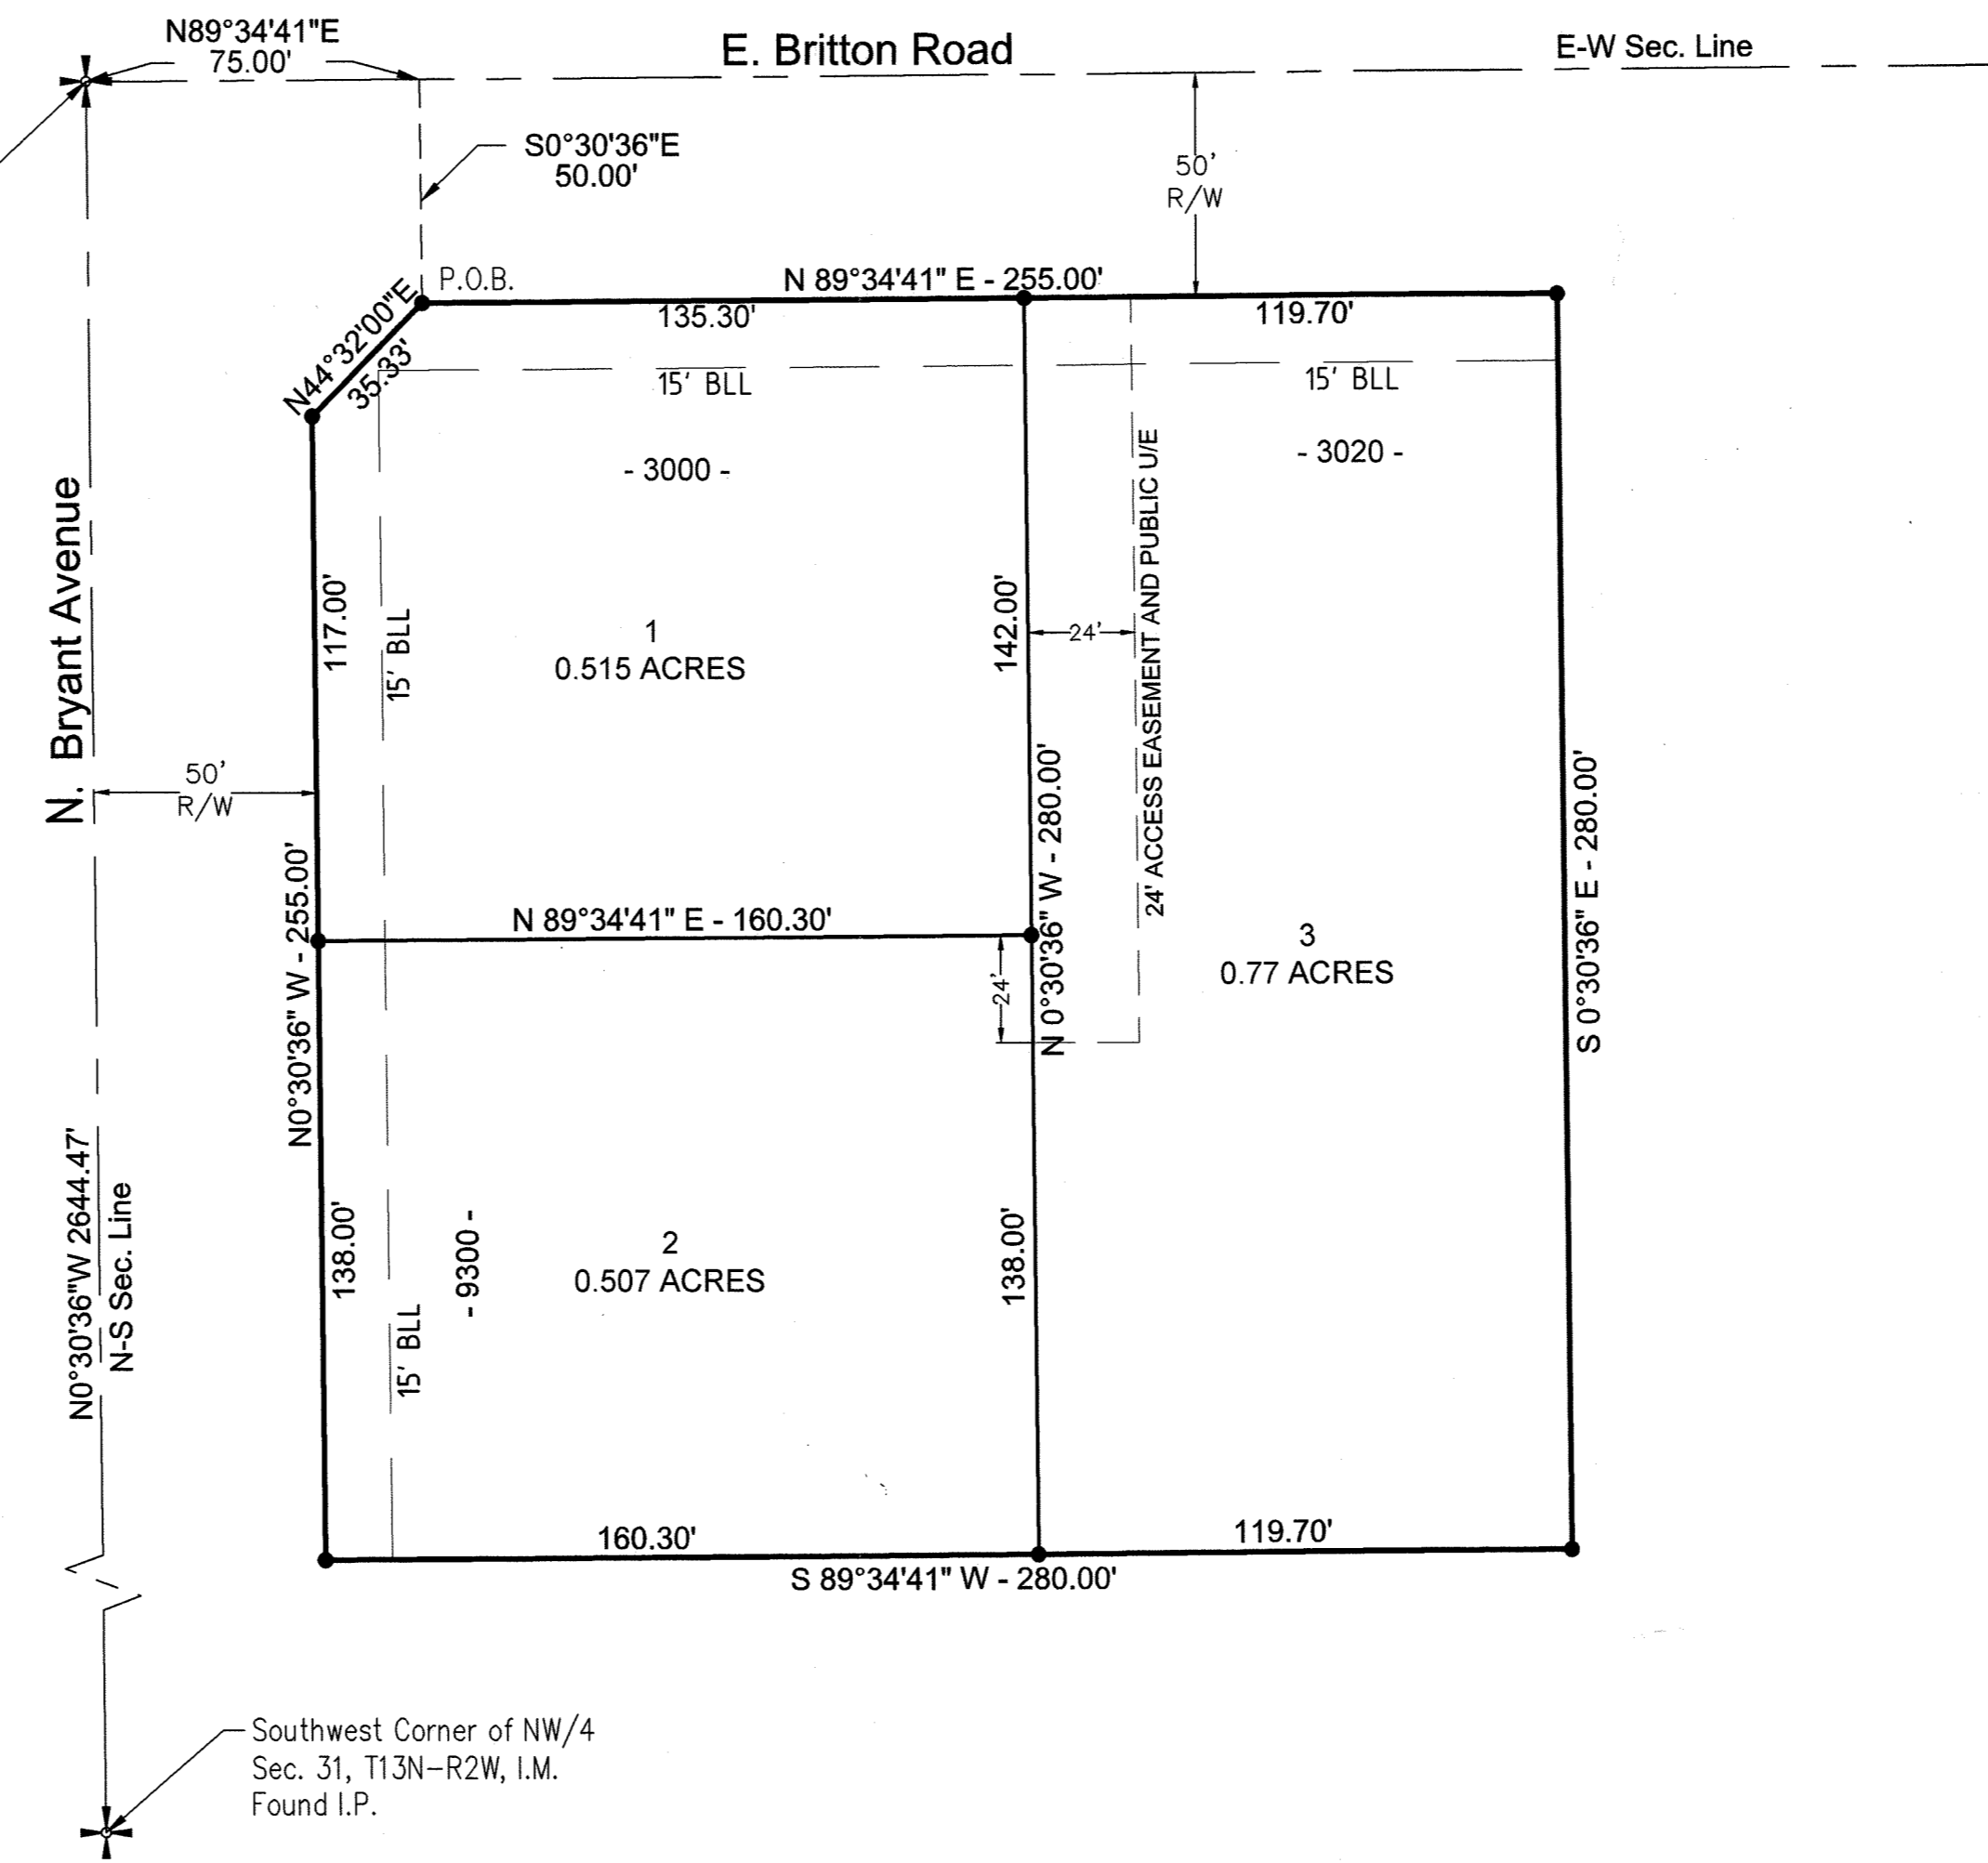 N89°34'41"E
75.00'
E. Britton Road
E-W Sec. Line
S0°30'36"E
50.00'
50'
R/W
P.O.B.
N 89°34'41" E - 255.00'
135.30'
119.70'
N44°32'00"E
35.33'
15' BLL
15' BLL
- 3000 -
- 3020 -
N. Bryant Avenue
117.00'
15' BLL
1
0.515 ACRES
142.00'
24'
24' ACCESS EASEMENT AND PUBLIC U/E
50'
R/W
N0°30'36" W - 255.00'
N 89°34'41" E - 160.30'
N 0°30'36" W - 280.00'
24'
3
0.77 ACRES
S 0°30'36" E - 280.00'
N0°30'36"W 2644.47'
N-S Sec. Line
138.00'
15' BLL
- 9300 -
2
0.507 ACRES
138.00'
160.30'
119.70'
S 89°34'41" W - 280.00'
Southwest Corner of NW/4
Sec. 31, T13N-R2W, I.M.
Found I.P.